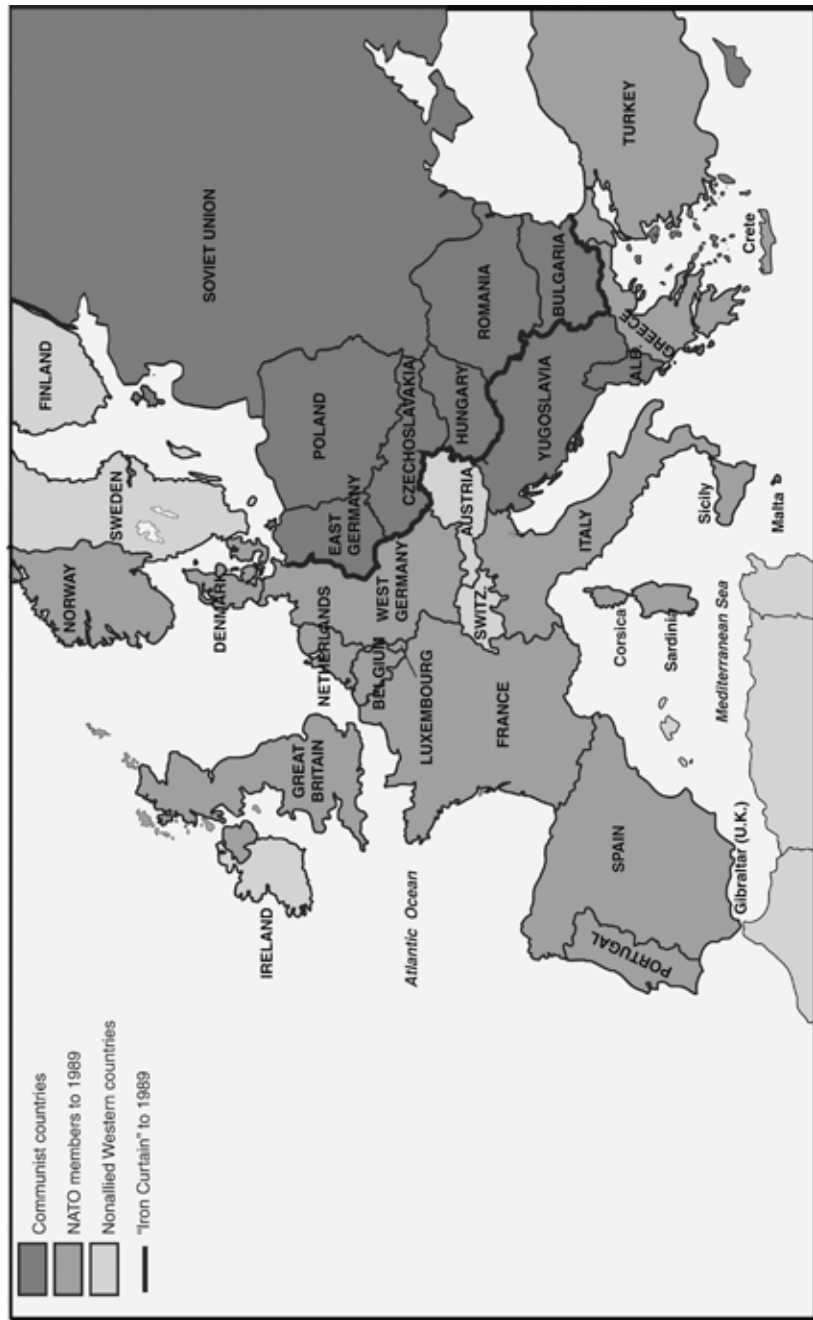 Communist countries
NATO members to 1989
Nonallied Western countries
"Iron Curtain" to 1989
FINLAND
SWEDEN
NORWAY
SOVIET UNION
DENMARK
IRELAND
GREAT
BRITAIN
NETHERLANDS
EAST
GERMANY
POLAND
BELGIUM
WEST
GERMANY
CZECHOSLAVAKIA
Atlantic Ocean
LUXEMBOURG
AUSTRIA
HUNGARY
ROMANIA
SWITZ.
FRANCE
YUGOSLAVIA
BULGARIA
ITALY
ALB.
GREECE
TURKEY
PORTUGAL
SPAIN
Corsica
Sardinia
Sicily
Crete
Mediterranean Sea
Malta
Gibraltar (U.K.)